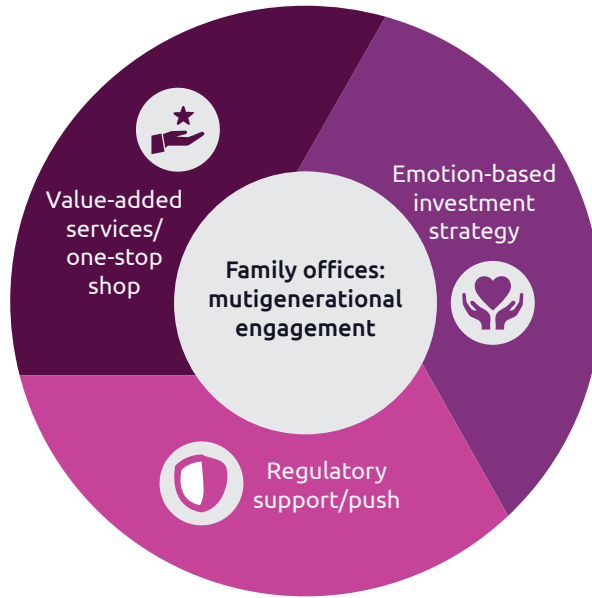 Value-added
services/
one-stop
shop
Emotion-based
investment
strategy
Family offices:
mutigenerational
engagement
Regulatory
support/push